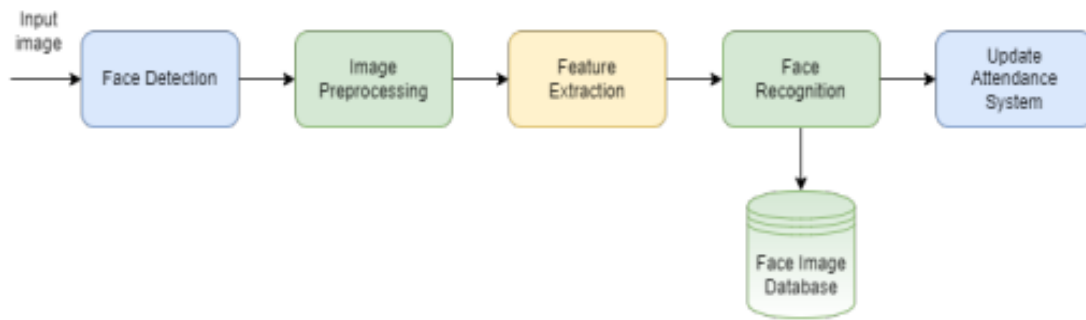 Input
image
Face Detection
Image
Preprocessing
Feature
Extraction
Face
Recognition
Update
Attendance
System
Face Image
Database